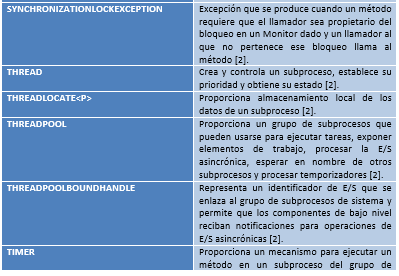 SYNCHRONIZATIONLOCKEXCEPTION
Excepción que se produce cuando un método
requiere que el llamador sea propietario del
bloqueo en un Monitor dado y un llamador al
que no pertenece ese bloqueo llama al
método [2].
THREAD
Crea y controla un subproceso, establece su
prioridad y obtiene su estado [2].
THREADLOCATE<P>
Proporciona almacenamiento local de los
datos de un subproceso [2].
THREADPOOL
Proporciona un grupo de subprocesos que
pueden usarse para ejecutar tareas, exponer
elementos de trabajo, procesar la E/S
asincrónica, esperar en nombre de otros
subprocesos y procesar temporizadores [2].
THREADPOOLBOUNDHANDLE
Representa un identificador de E/S que se
enlaza al grupo de subprocesos de sistema y
permite que los componentes de bajo nivel
reciban notificaciones para operaciones de
E/S asincrónicas [2].
TIMER
Proporciona un mecanismo para ejecutar un
método en un subproceso del grupo de